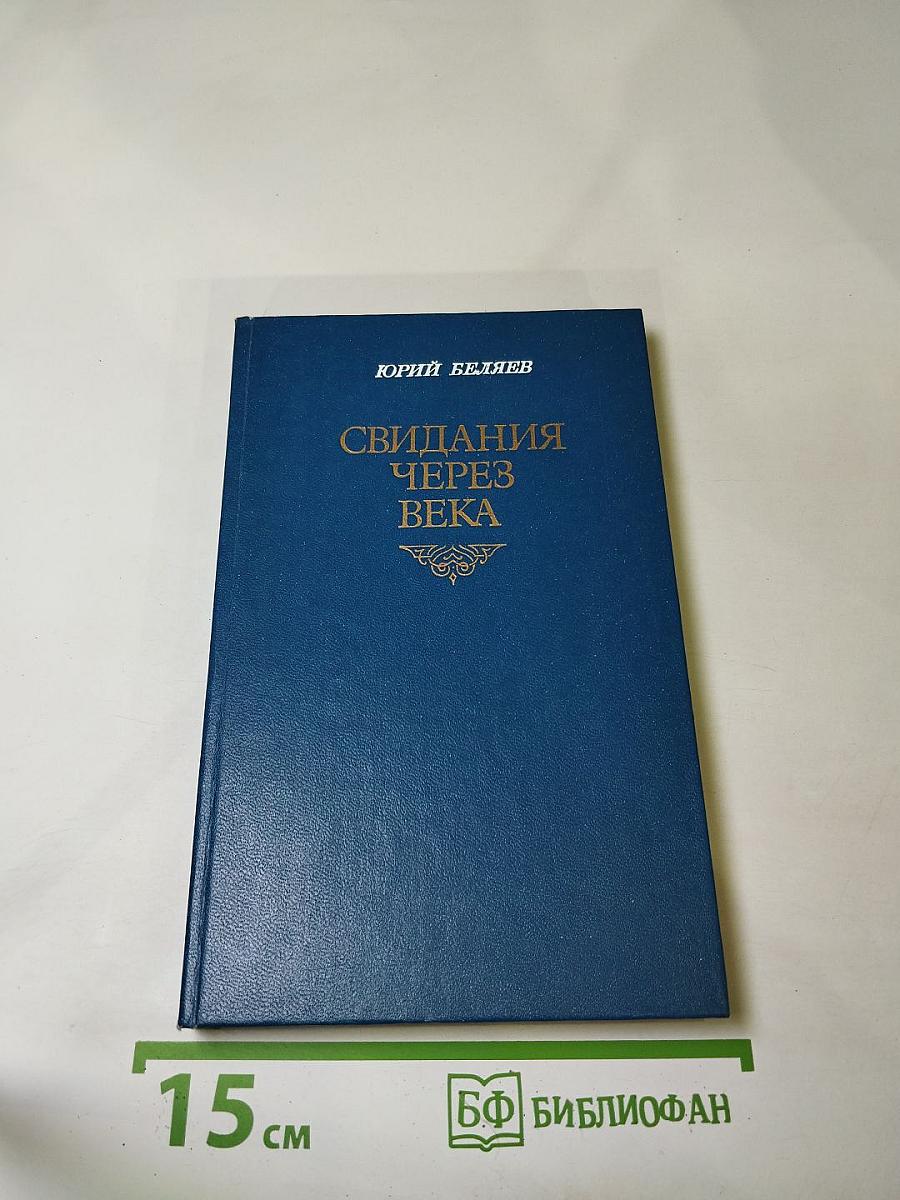 ЮРИЙ БЕЛЯЕВ
СВИДАНИЯ
ЧЕРЕЗ
ВЕКА
15 см
БФ БИБЛИОФАН